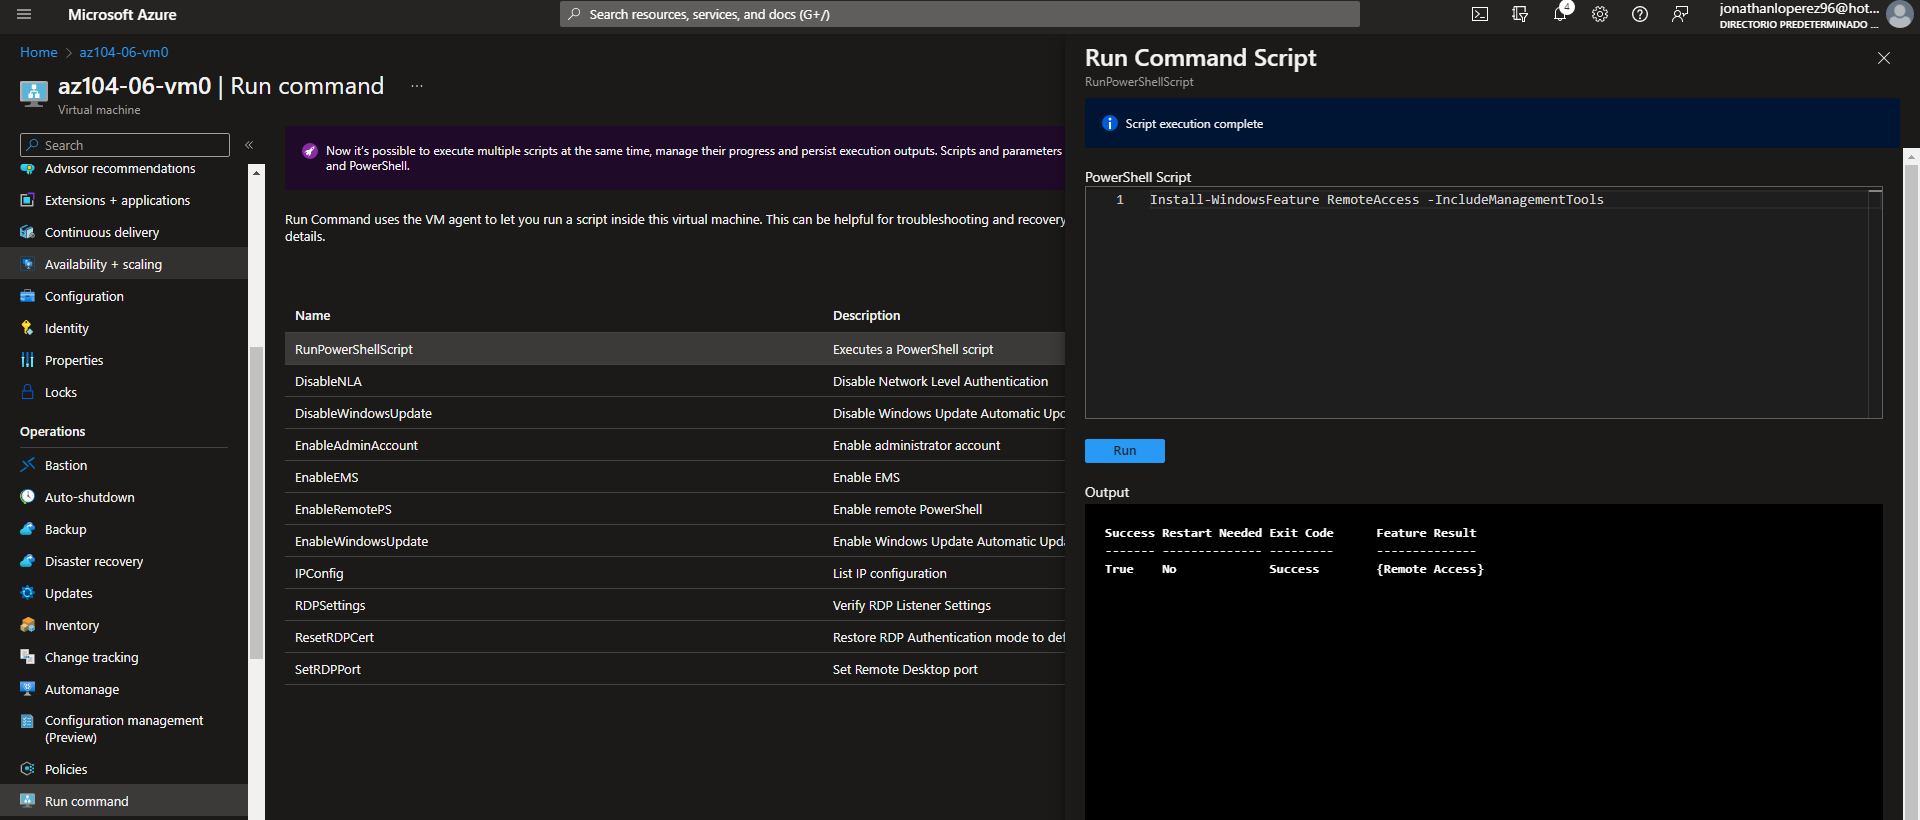 Microsoft Azure
Search resources, services, and docs (G+/)
4
jonathanloperez96@hot...
DIRECTORIO PREDETERMINADO ...
Home > az104-06-vm0
az104-06-vm0 | Run command ...
Virtual machine
Search
«
Advisor recommendations
Extensions + applications
Continuous delivery
Availability + scaling
Configuration
Identity
Properties
Locks
Operations
Bastion
Auto-shutdown
Backup
Disaster recovery
Updates
Inventory
Change tracking
Automanage
Configuration management
(Preview)
Policies
Run command
Now it's possible to execute multiple scripts at the same time, manage their progress and persist execution outputs. Scripts and parameters
and PowerShell.
Run Command uses the VM agent to let you run a script inside this virtual machine. This can be helpful for troubleshooting and recovery
details.
Name Description
RunPowerShellScript Executes a PowerShell script
DisableNLA Disable Network Level Authentication
DisableWindowsUpdate Disable Windows Update Automatic Upd
EnableAdminAccount Enable administrator account
EnableEMS Enable EMS
EnableRemotePS Enable remote PowerShell
EnableWindowsUpdate Enable Windows Update Automatic Upda
IPConfig List IP configuration
RDPSettings Verify RDP Listener Settings
ResetRDPCert Restore RDP Authentication mode to def
SetRDPPort Set Remote Desktop port
Run Command Script
RunPowerShellScript
Script execution complete
PowerShell Script
1 Install-WindowsFeature RemoteAccess -IncludeManagementTools
Run
Output
Success Restart Needed Exit Code Feature Result
------- -------------- --------- --------------
True No Success {Remote Access}